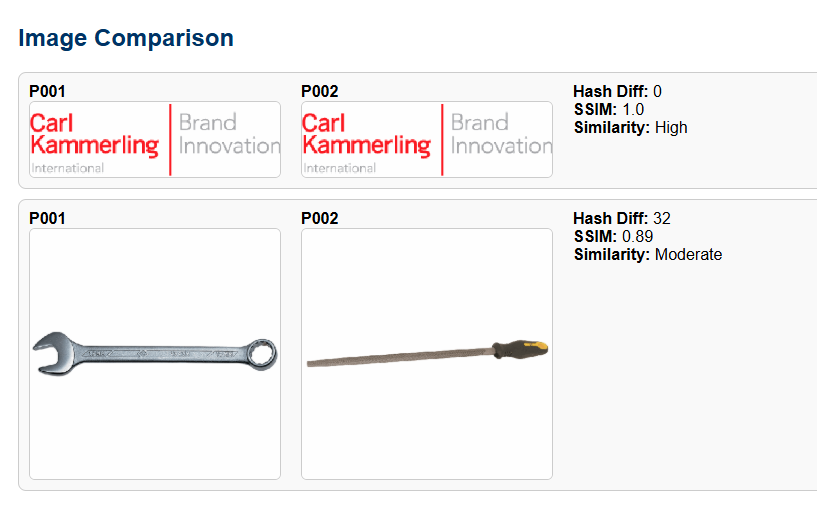 Image Comparison
P001
P002
Hash Diff: 0
SSIM: 1.0
Similarity: High
Carl
Kammerling
International
Brand
Innovation
Carl
Kammerling
International
Brand
Innovation
P001
P002
Hash Diff: 32
SSIM: 0.89
Similarity: Moderate